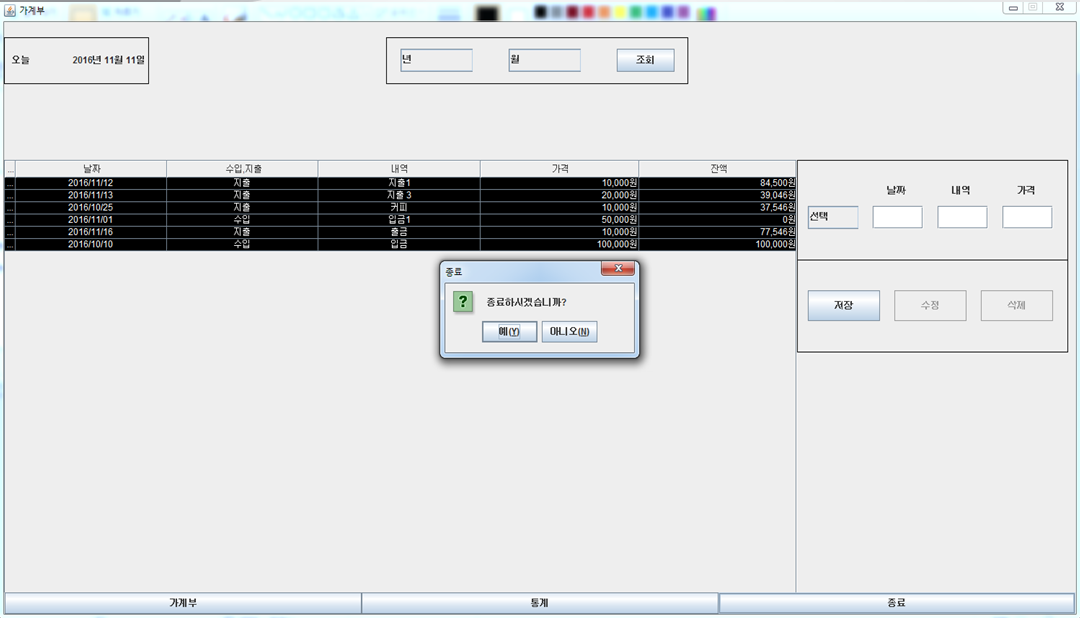 가계부
오늘 2016년 11월 11일
년 월 조회
... 날짜 수입,지출 내역 가격 잔액
... 2016/11/12 지출 지출1 10,000원 84,500원
... 2016/11/13 지출 지출 3 20,000원 39,046원
... 2016/10/25 지출 커피 10,000원 37,546원
... 2016/11/01 수입 입금1 50,000원 0원
... 2016/11/16 지출 출금 10,000원 77,546원
... 2016/10/10 수입 입금 100,000원 100,000원
날짜 내역 가격
선택
저장 수정 삭제
종료
종료하시겠습니까?
예(Y) 아니오(N)
가계부 통계 종료